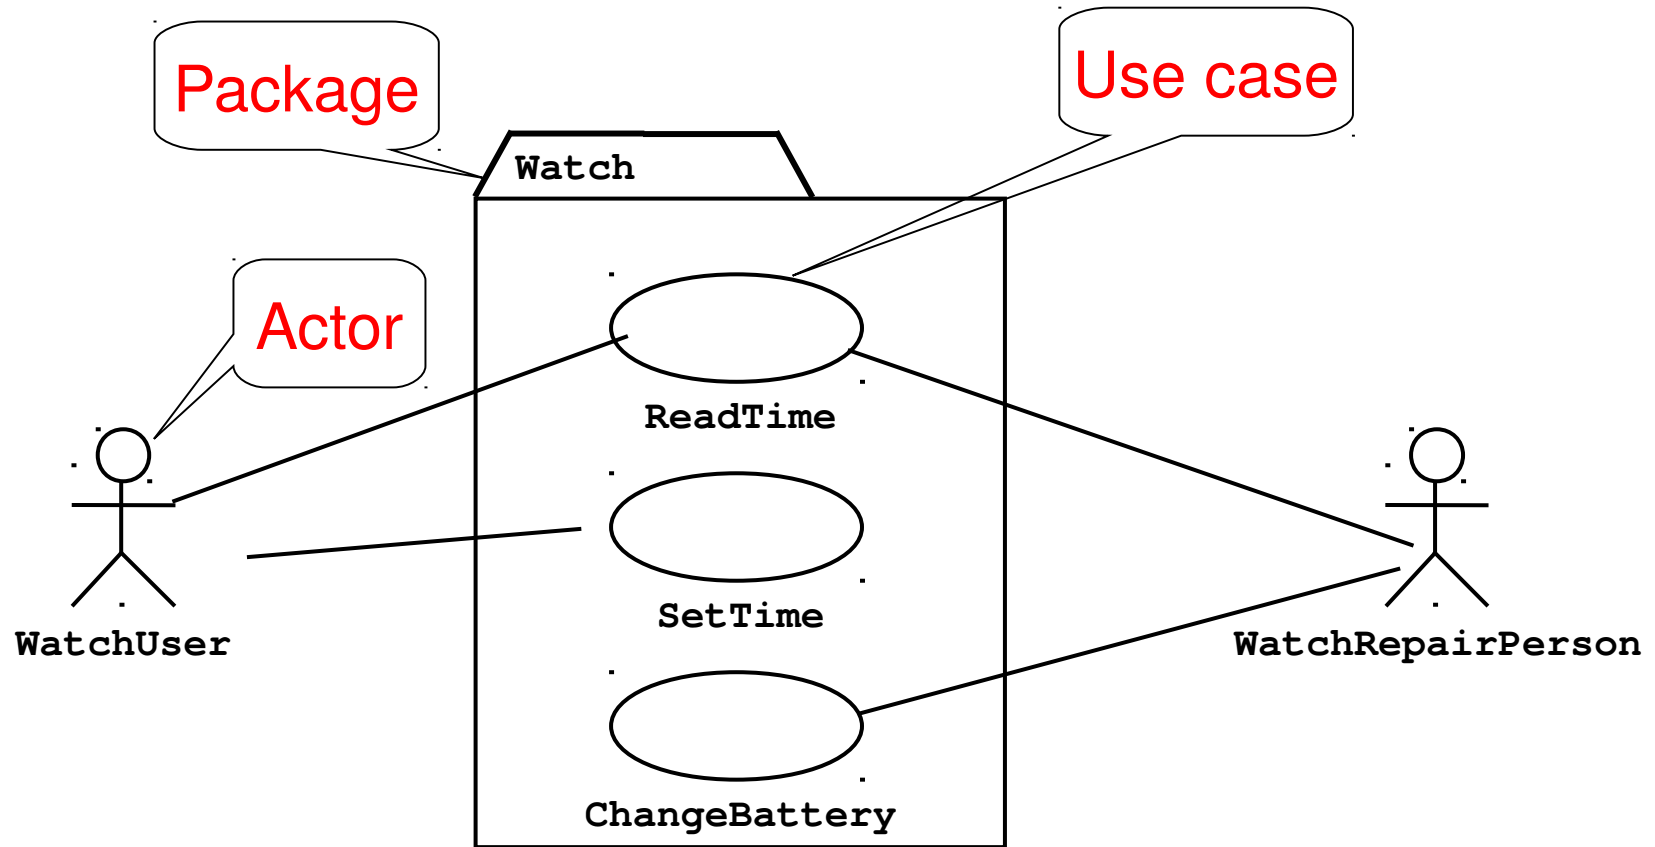 Package
Use case
Watch
Actor
ReadTime
SetTime
WatchUser
WatchRepairPerson
ChangeBattery